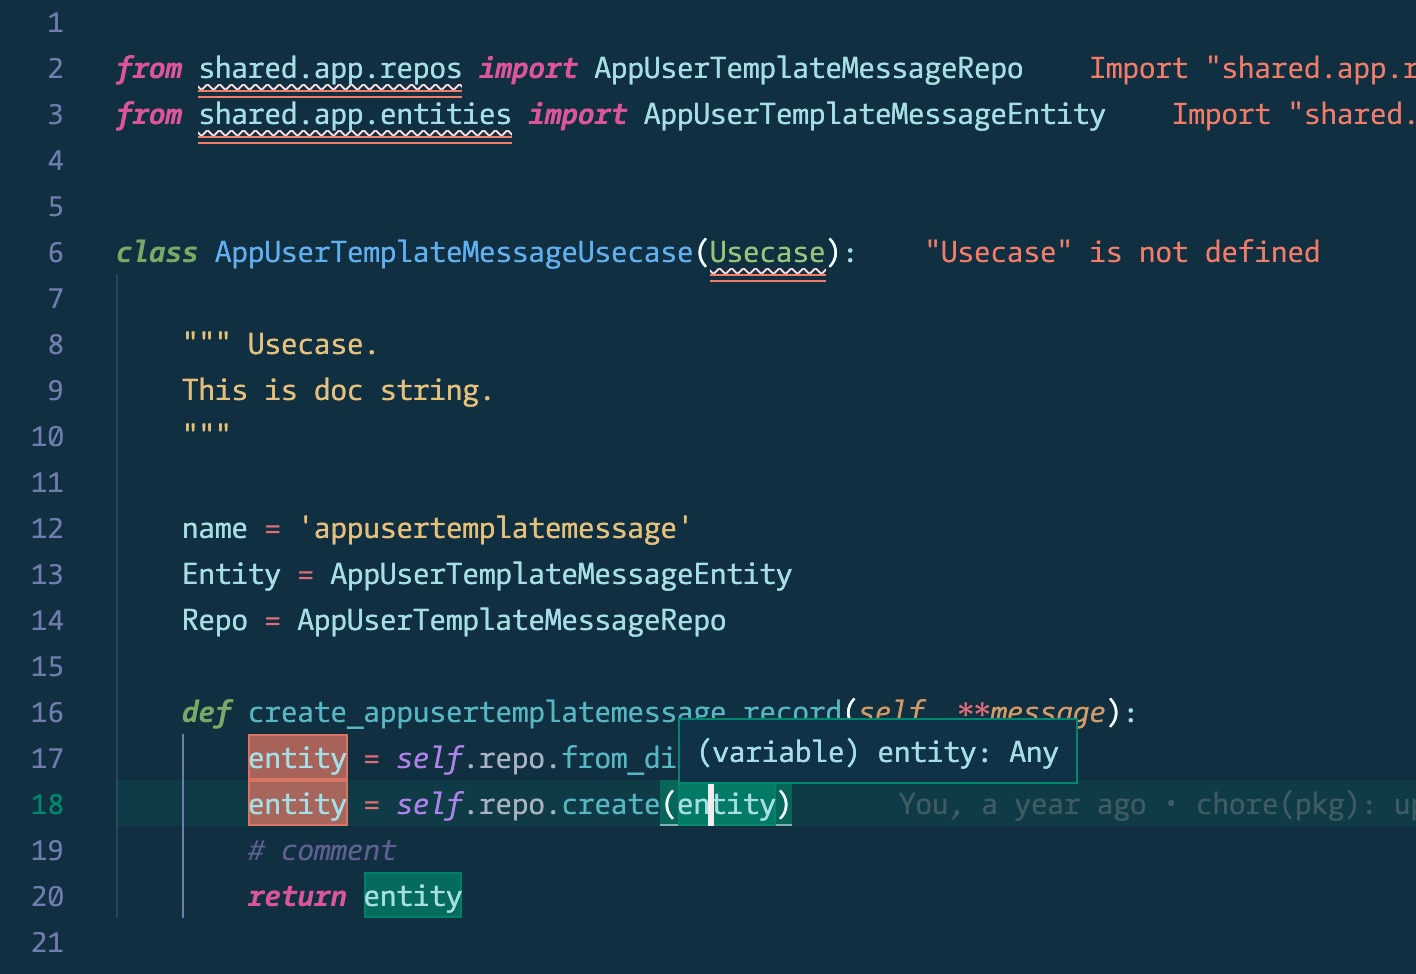 1
2 from shared.app.repos import AppUserTemplateMessageRepo Import "shared.app.r
3 from shared.app.entities import AppUserTemplateMessageEntity Import "shared.
4
5
6 class AppUserTemplateMessageUsecase(Usecase): "Usecase" is not defined
7
8 """ Usecase.
9 This is doc string.
10 """
11
12 name = 'appusertemplatemessage'
13 Entity = AppUserTemplateMessageEntity
14 Repo = AppUserTemplateMessageRepo
15
16 def create_appusertemplatemessage_record(self, **message):
17 entity = self.repo.from_di
(variable) entity: Any
18 entity = self.repo.create(entity) You, a year ago • chore(pkg): up
19 # comment
20 return entity
21